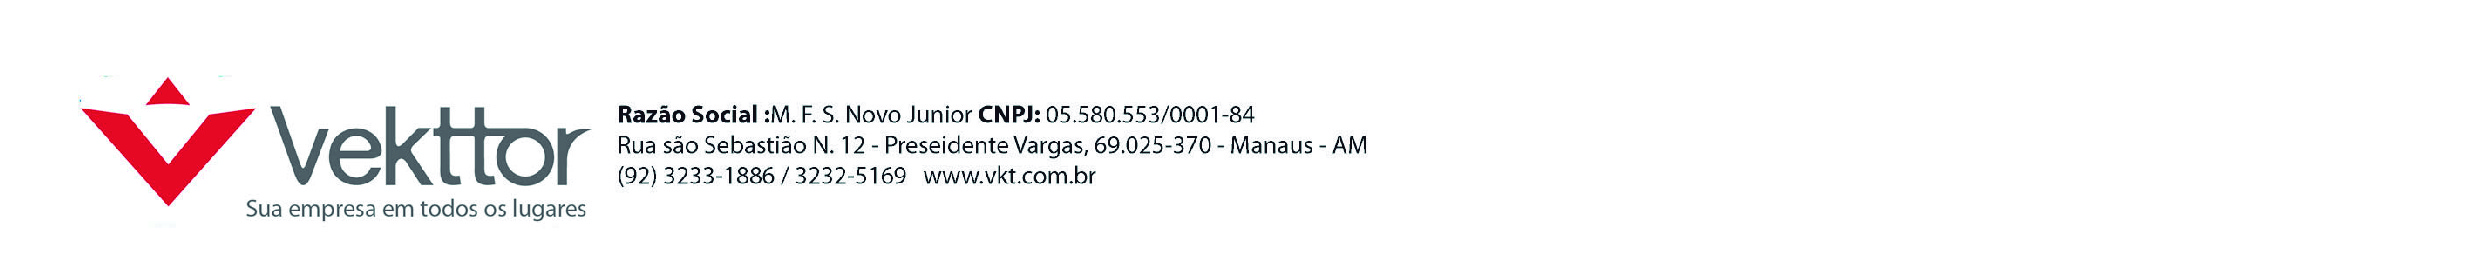 Vekttor
Sua empresa em todos os lugares
Razão Social :M. F. S. Novo Junior CNPJ: 05.580.553/0001-84
Rua são Sebastião N. 12 - Preseidente Vargas, 69.025-370 - Manaus - AM
(92) 3233-1886 / 3232-5169 www.vkt.com.br